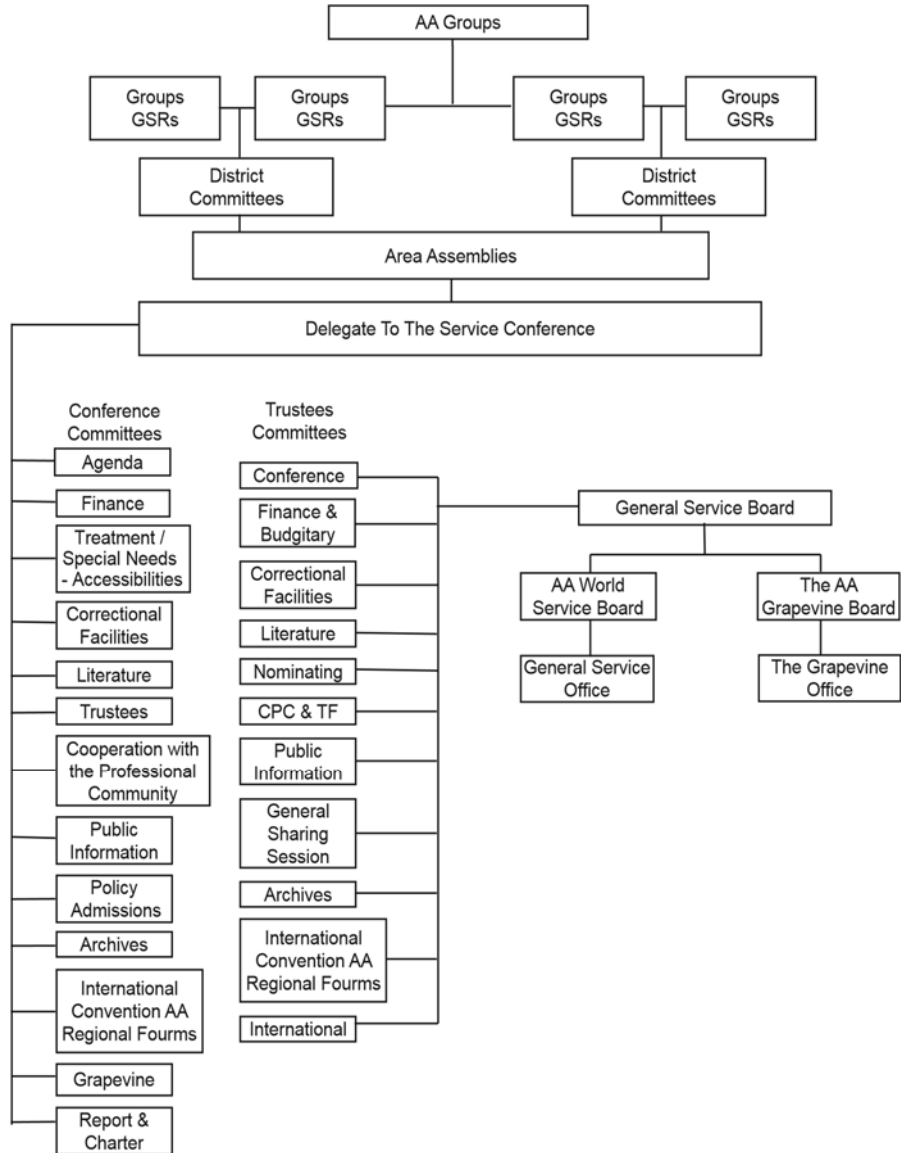 AA Groups
Groups
GSRs
Groups
GSRs
Groups
GSRs
Groups
GSRs
District
Committees
District
Committees
Area Assemblies
Delegate To The Service Conference
Conference
Committees
Agenda
Finance
Treatment /
Special Needs
- Accessibilities
Correctional
Facilities
Literature
Trustees
Cooperation with
the Professional
Community
Public
Information
Policy
Admissions
Archives
International
Convention AA
Regional Fourms
Grapevine
Report &
Charter
Trustees
Committees
Conference
Finance &
Budgitary
Correctional
Facilities
Literature
Nominating
CPC & TF
Public
Information
General
Sharing
Session
Archives
International
Convention AA
Regional Fourms
International
General Service Board
AA World
Service Board
The AA
Grapevine Board
General Service
Office
The Grapevine
Office